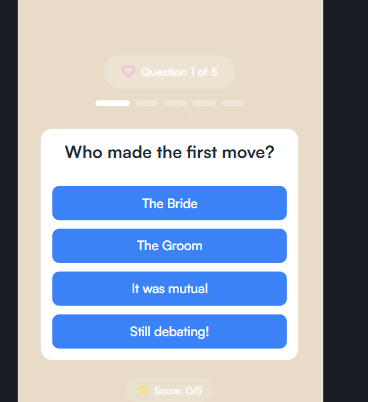 Question 1 of 5
Who made the first move?
The Bride
The Groom
It was mutual
Still debating!
Score: 0/5